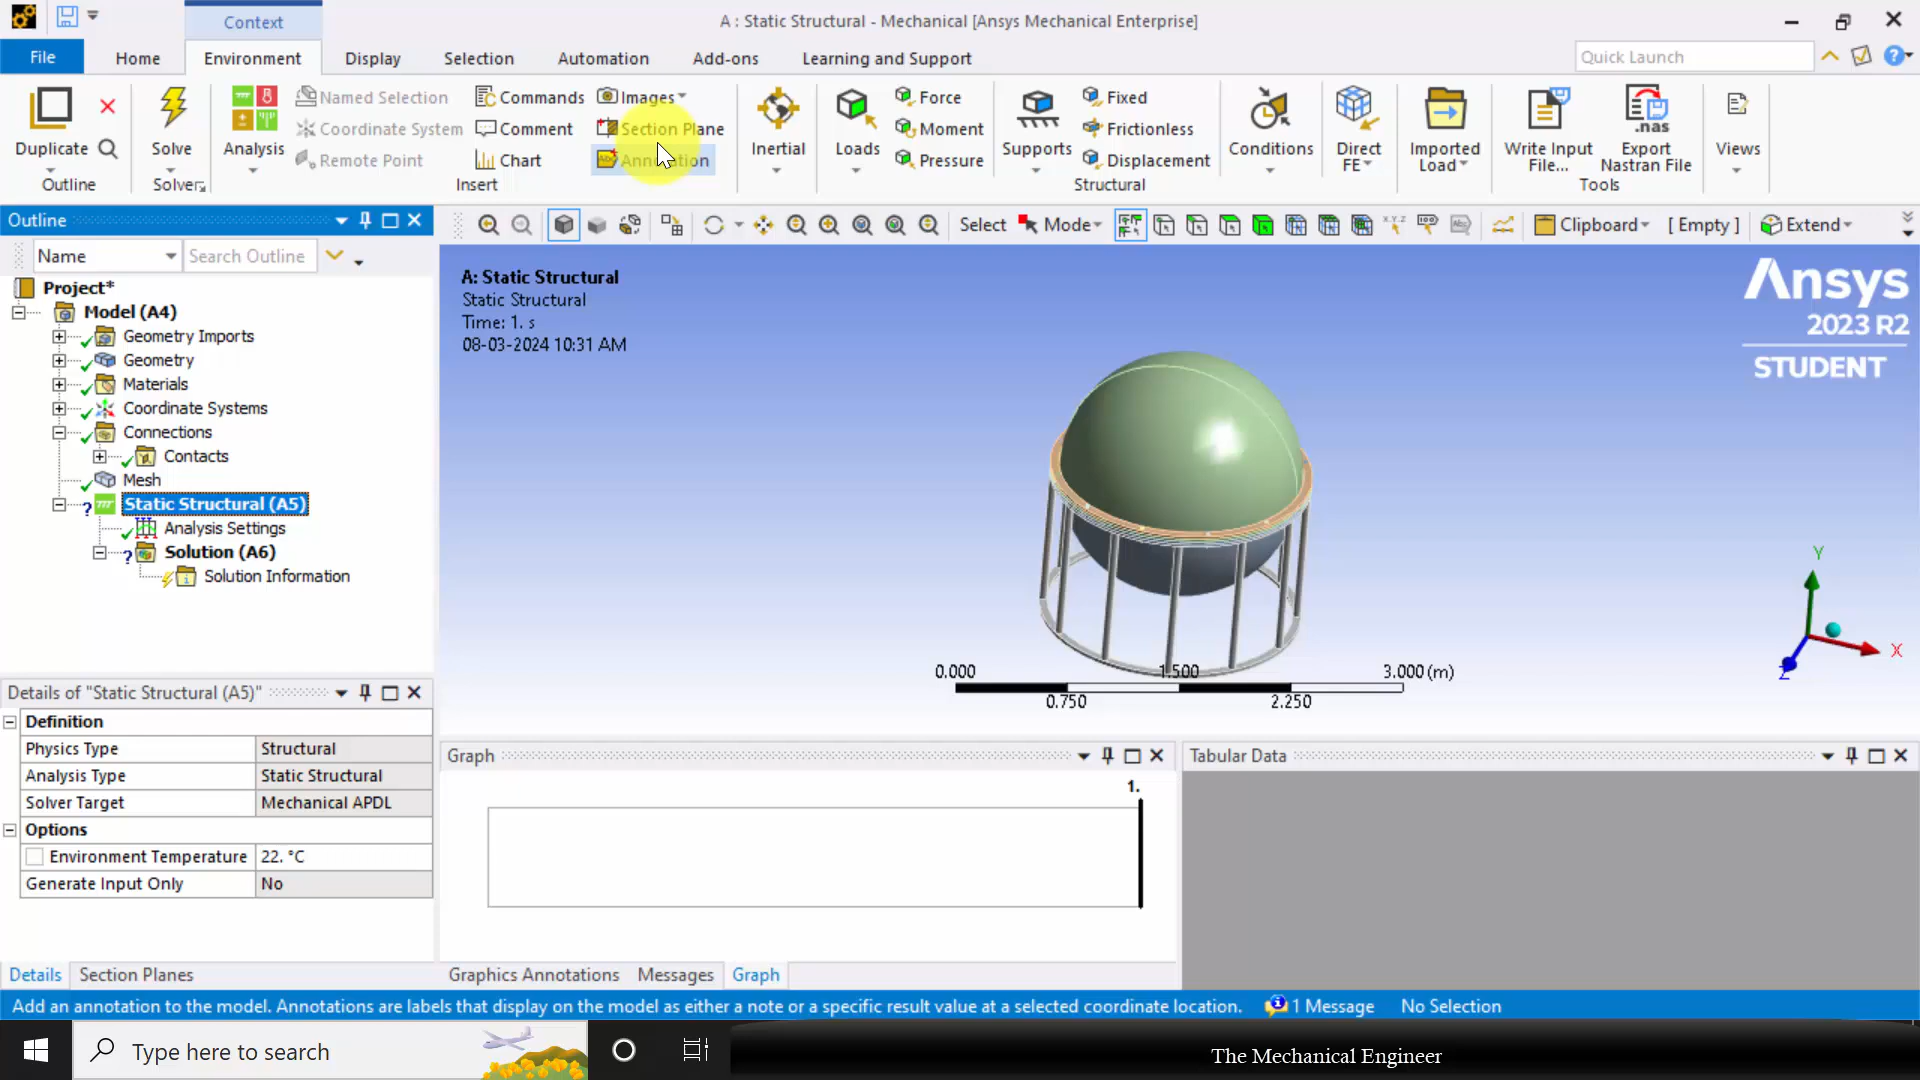 A : Static Structural - Mechanical [Ansys Mechanical Enterprise]
Context
File
Home
Environment
Display
Selection
Automation
Add-ons
Learning and Support
Quick Launch
Duplicate
Outline
Solve
Solver
Analysis
Named Selection
Coordinate System
Remote Point
Commands
Comment
Chart
Images
Section Plane
Annotation
Insert
Inertial
Loads
Force
Moment
Pressure
Supports
Fixed
Frictionless
Displacement
Structural
Conditions
Direct
FE
Imported
Load
Write Input
File...
.nas
Export
Nastran File
Tools
Views
Outline
Select
Mode
Clipboard
[ Empty ]
Extend
Name
Search Outline
Project*
Model (A4)
Geometry Imports
Geometry
Materials
Coordinate Systems
Connections
Contacts
Mesh
Static Structural (A5)
Analysis Settings
Solution (A6)
Solution Information
A: Static Structural
Static Structural
Time: 1. s
08-03-2024 10:31 AM
Ansys
2023 R2
STUDENT
Y
X
Z
0.000
1.500
3.000 (m)
0.750
2.250
Details of "Static Structural (A5)"
Definition
Physics Type Structural
Analysis Type Static Structural
Solver Target Mechanical APDL
Options
Environment Temperature 22. °C
Generate Input Only No
Graph
1.
Tabular Data
Details
Section Planes
Graphics Annotations
Messages
Graph
Add an annotation to the model. Annotations are labels that display on the model as either a note or a specific result value at a selected coordinate location.
1 Message
No Selection
Type here to search
The Mechanical Engineer